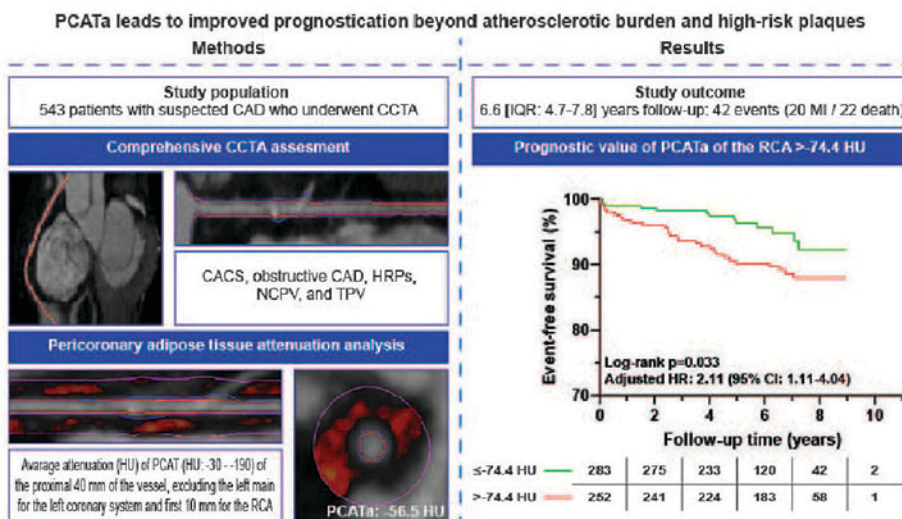 PCATa leads to improved prognostication beyond atherosclerotic burden and high-risk plaques
Methods
Study population
543 patients with suspected CAD who underwent CCTA
Comprehensive CCTA assesment
CACS, obstructive CAD, HRPs,
NCPV, and TPV
Pericoronary adipose tissue attenuation analysis
Avarage attenuation (HU) of PCAT (HU: -30 - -190) of
the proximal 40 mm of the vessel, excluding the left main
for the left coronary system and first 10 mm for the RCA
PCATa: -56.5 HU
Results
Study outcome
6.6 [IQR: 4.7-7.8] years follow-up: 42 events (20 MI / 22 death)
Prognostic value of PCATa of the RCA >-74.4 HU
Event-free survival (%)
100
90
80
70
Log-rank p=0.033
Adjusted HR: 2.11 (95% CI: 1.11-4.04)
0 2 4 6 8 10
Follow-up time (years)
≤-74.4 HU 283 275 233 120 42 2
>-74.4 HU 252 241 224 183 58 1